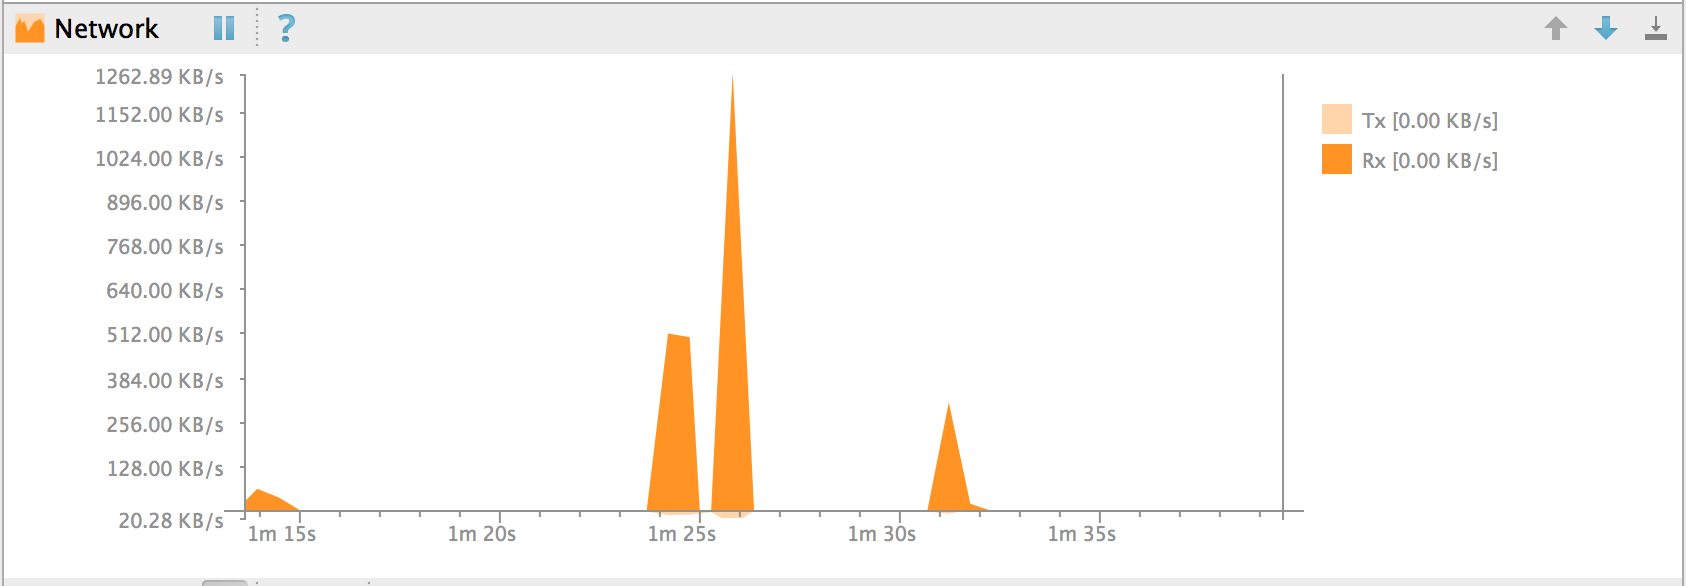 Network ?
1262.89 KB/s
1152.00 KB/s
1024.00 KB/s
896.00 KB/s
768.00 KB/s
640.00 KB/s
512.00 KB/s
384.00 KB/s
256.00 KB/s
128.00 KB/s
20.28 KB/s
1m 15s 1m 20s 1m 25s 1m 30s 1m 35s
Tx [0.00 KB/s]
Rx [0.00 KB/s]